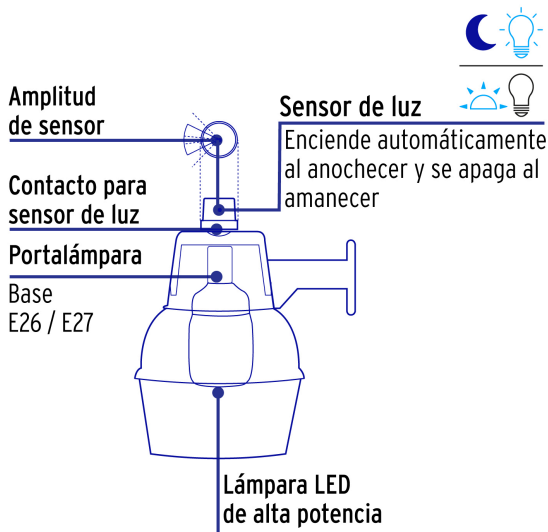 Amplitud
de sensor
Sensor de luz
Enciende automáticamente
al anochecer y se apaga al
amanecer
Contacto para
sensor de luz
Portalámpara
Base
E26 / E27
Lámpara LED
de alta potencia